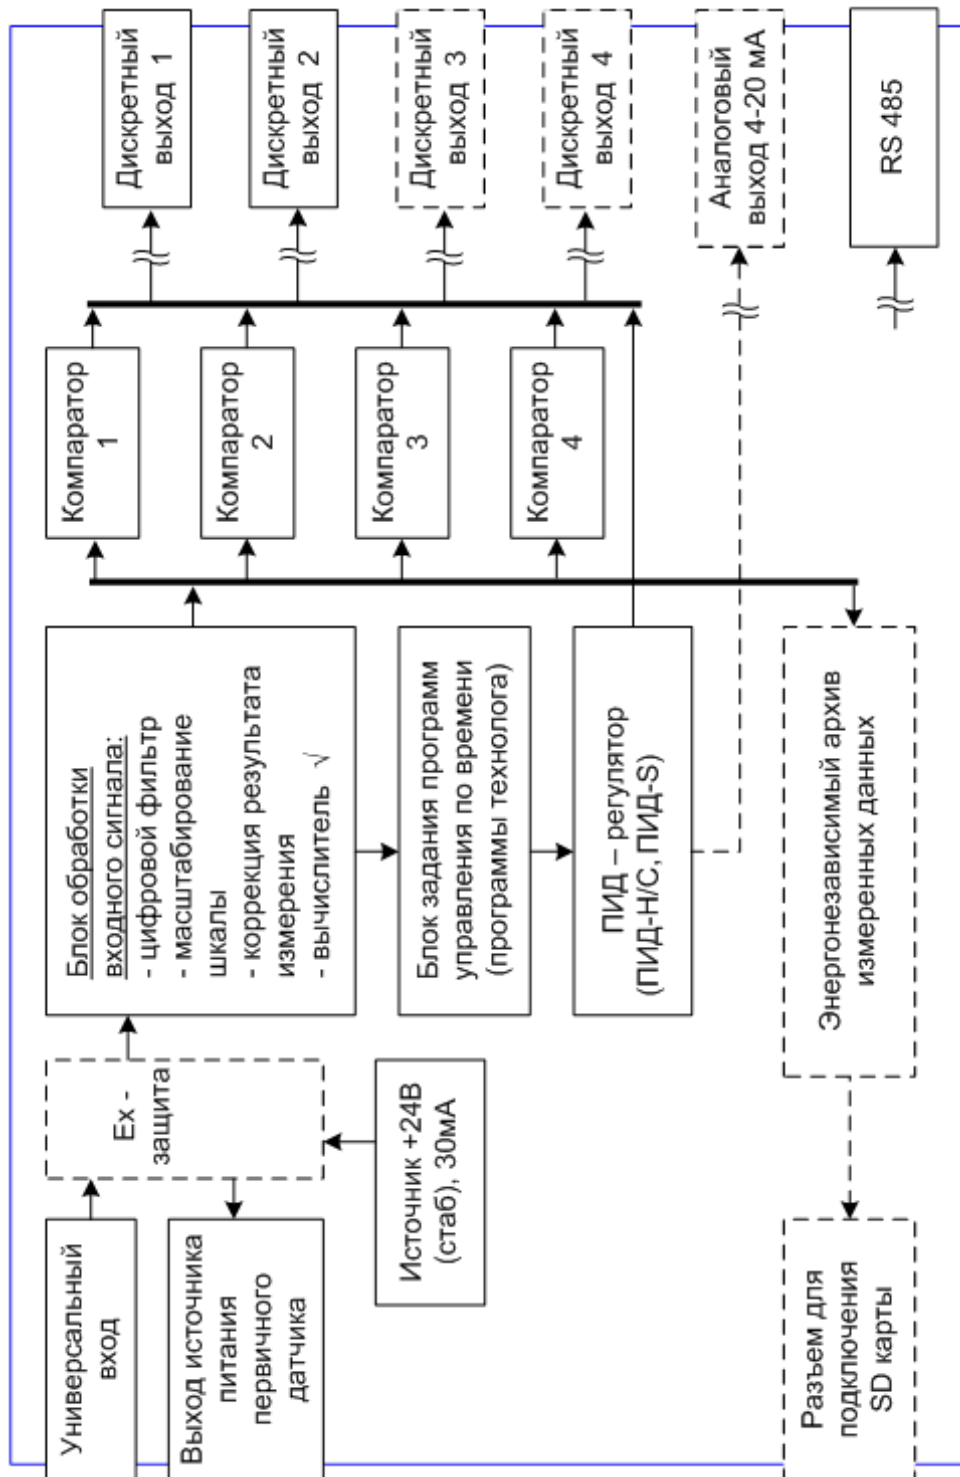 Универсальный
вход
Выход источника
питания
первичного
датчика
Ex -
защита
Источник +24В
(стаб), 30мА
Блок обработки
входного сигнала:
- цифровой фильтр
- масштабирование
шкалы
- коррекция результата
измерения
- вычислитель √
Блок задания программ
управления по времени
(программы технолога)
ПИД – регулятор
(ПИД-Н/С, ПИД-S)
Компаратор
1
Компаратор
2
Компаратор
3
Компаратор
4
Дискретный
выход 1
Дискретный
выход 2
Дискретный
выход 3
Дискретный
выход 4
Аналоговый
выход 4-20 мА
RS 485
Энергонезависимый архив
измеренных данных
Разъем для
подключения
SD карты